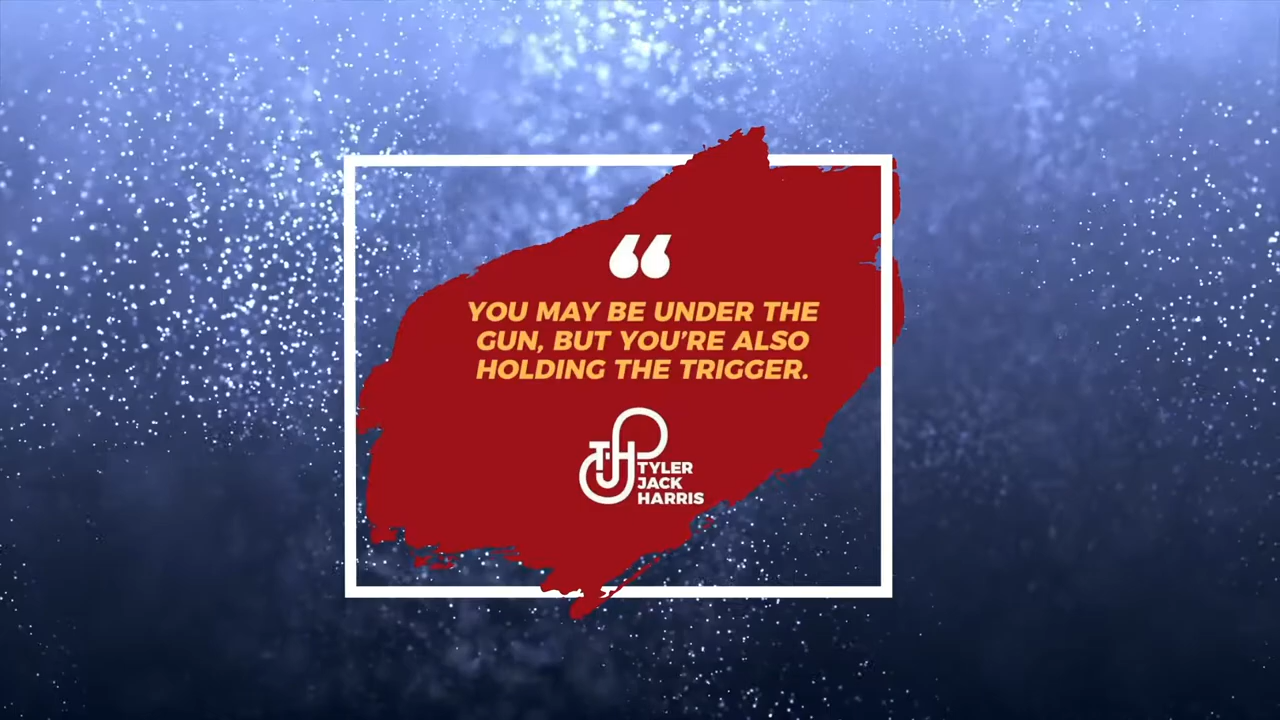 “
YOU MAY BE UNDER THE
GUN, BUT YOU’RE ALSO
HOLDING THE TRIGGER.
TJH
TYLER
JACK
HARRIS